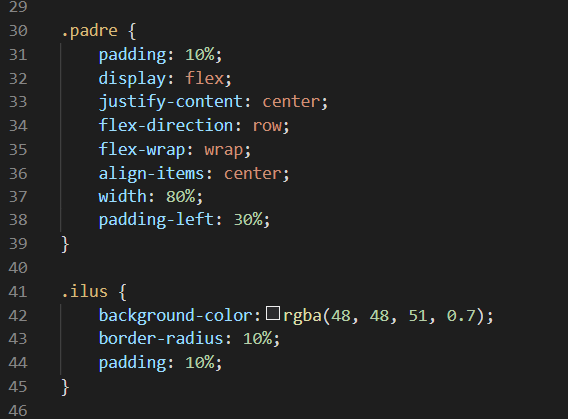 29
30 .padre {
31     padding: 10%;
32     display: flex;
33     justify-content: center;
34     flex-direction: row;
35     flex-wrap: wrap;
36     align-items: center;
37     width: 80%;
38     padding-left: 30%;
39 }
40
41 .ilus {
42     background-color: rgba(48, 48, 51, 0.7);
43     border-radius: 10%;
44     padding: 10%;
45 }
46